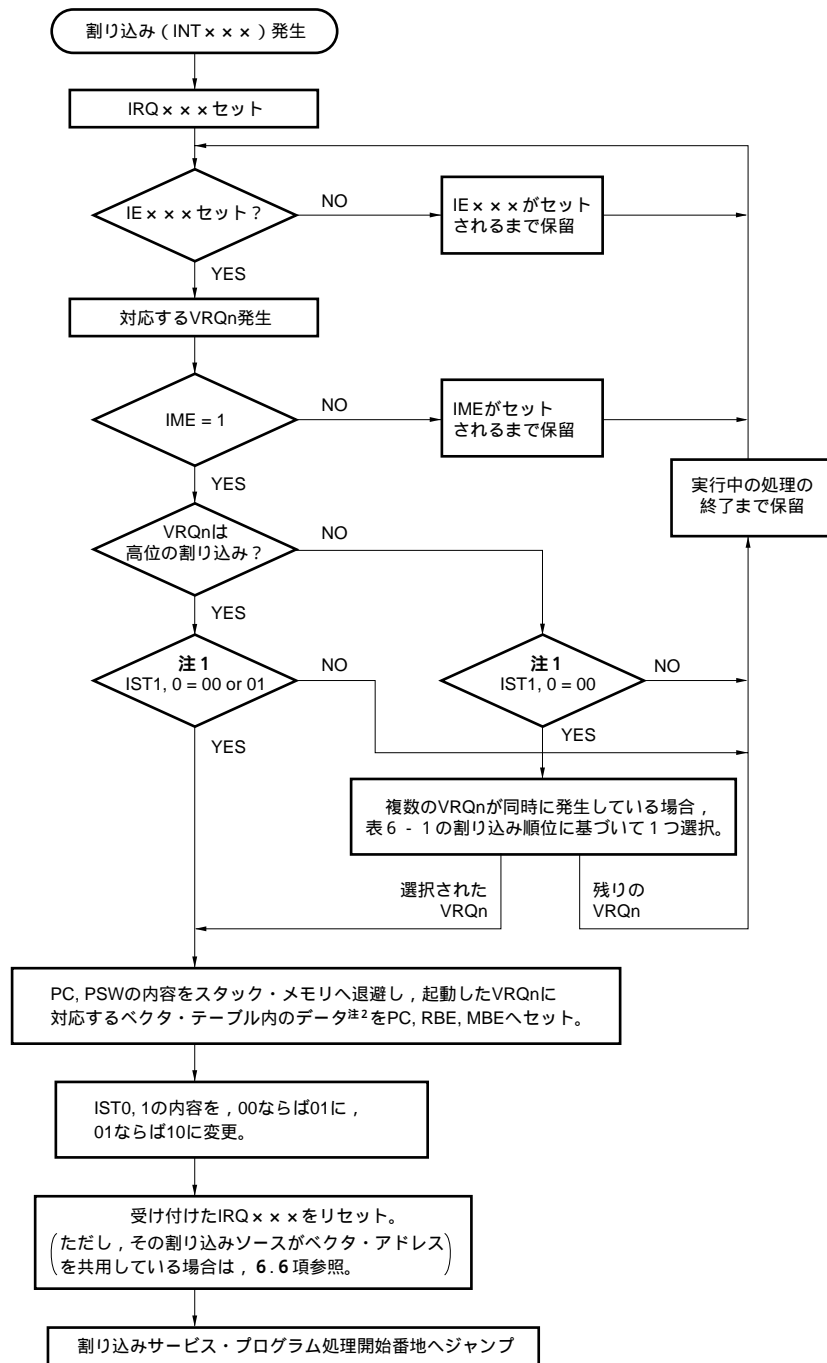 割り込み（INT×××）発生
IRQ×××セット
IE×××セット？
NO
IE×××がセット
されるまで保留
YES
対応するVRQn発生
IME = 1
NO
IMEがセット
されるまで保留
YES
実行中の処理の
終了まで保留
VRQnは
高位の割り込み？
NO
YES
注1
IST1, 0 = 00 or 01
NO
注1
IST1, 0 = 00
NO
YES
YES
複数のVRQnが同時に発生している場合，
表6-1の割り込み順位に基づいて1つ選択。
選択された
VRQn
残りの
VRQn
PC, PSWの内容をスタック・メモリへ退避し，起動したVRQnに
対応するベクタ・テーブル内のデータ注2をPC, RBE, MBEへセット。
IST0, 1の内容を，00ならば01に，
01ならば10に変更。
受け付けたIRQ×××をリセット。
(ただし，その割り込みソースがベクタ・アドレス
を共用している場合は，6.6項参照。)
割り込みサービス・プログラム処理開始番地へジャンプ